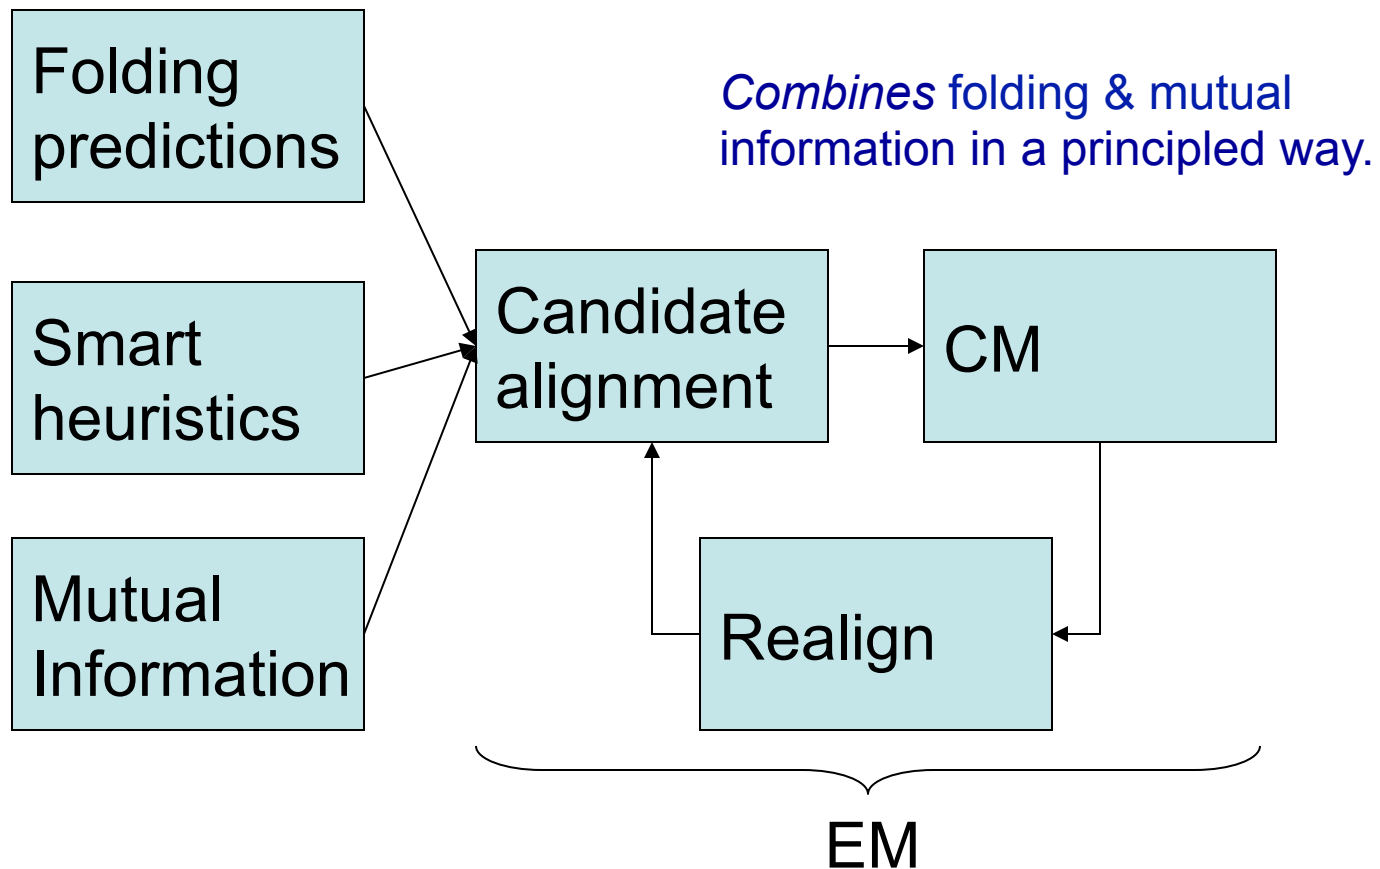 Folding
predictions
Combines folding & mutual
information in a principled way.
Smart
heuristics
Candidate
alignment
CM
Mutual
Information
Realign
EM